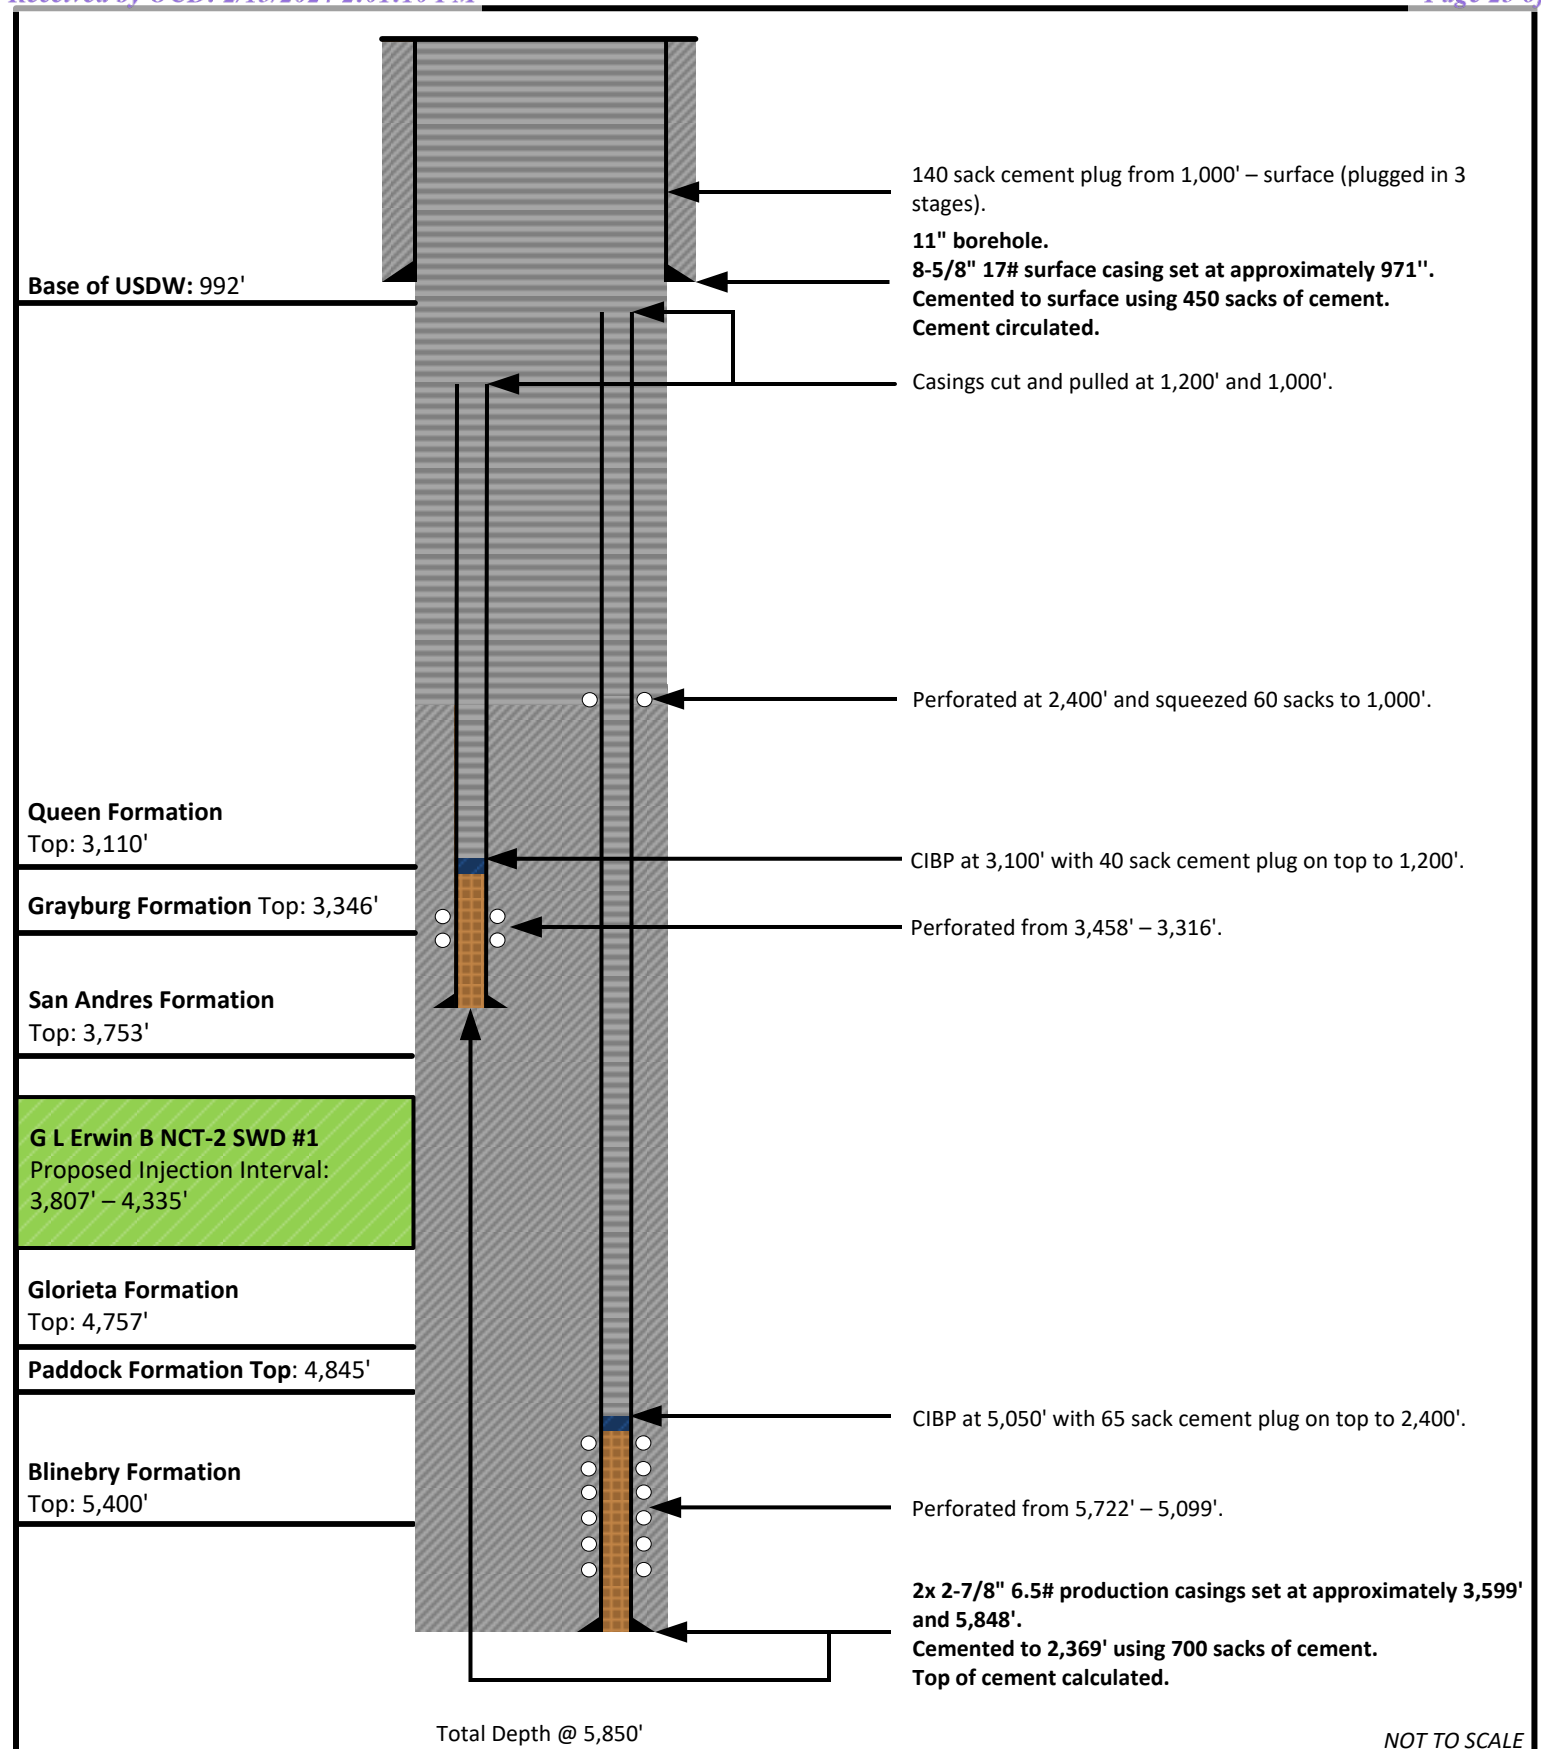 140 sack cement plug from 1,000' – surface (plugged in 3
stages).
11" borehole.
8-5/8" 17# surface casing set at approximately 971''.
Cemented to surface using 450 sacks of cement.
Cement circulated.
Base of USDW: 992'
Casings cut and pulled at 1,200' and 1,000'.
Perforated at 2,400' and squeezed 60 sacks to 1,000'.
Queen Formation
Top: 3,110'
CIBP at 3,100' with 40 sack cement plug on top to 1,200'.
Grayburg Formation Top: 3,346'
Perforated from 3,458' – 3,316'.
San Andres Formation
Top: 3,753'
G L Erwin B NCT-2 SWD #1
Proposed Injection Interval:
3,807' – 4,335'
Glorieta Formation
Top: 4,757'
Paddock Formation Top: 4,845'
CIBP at 5,050' with 65 sack cement plug on top to 2,400'.
Blinebry Formation
Top: 5,400'
Perforated from 5,722' – 5,099'.
2x 2-7/8" 6.5# production casings set at approximately 3,599'
and 5,848'.
Cemented to 2,369' using 700 sacks of cement.
Top of cement calculated.
Total Depth @ 5,850'
NOT TO SCALE